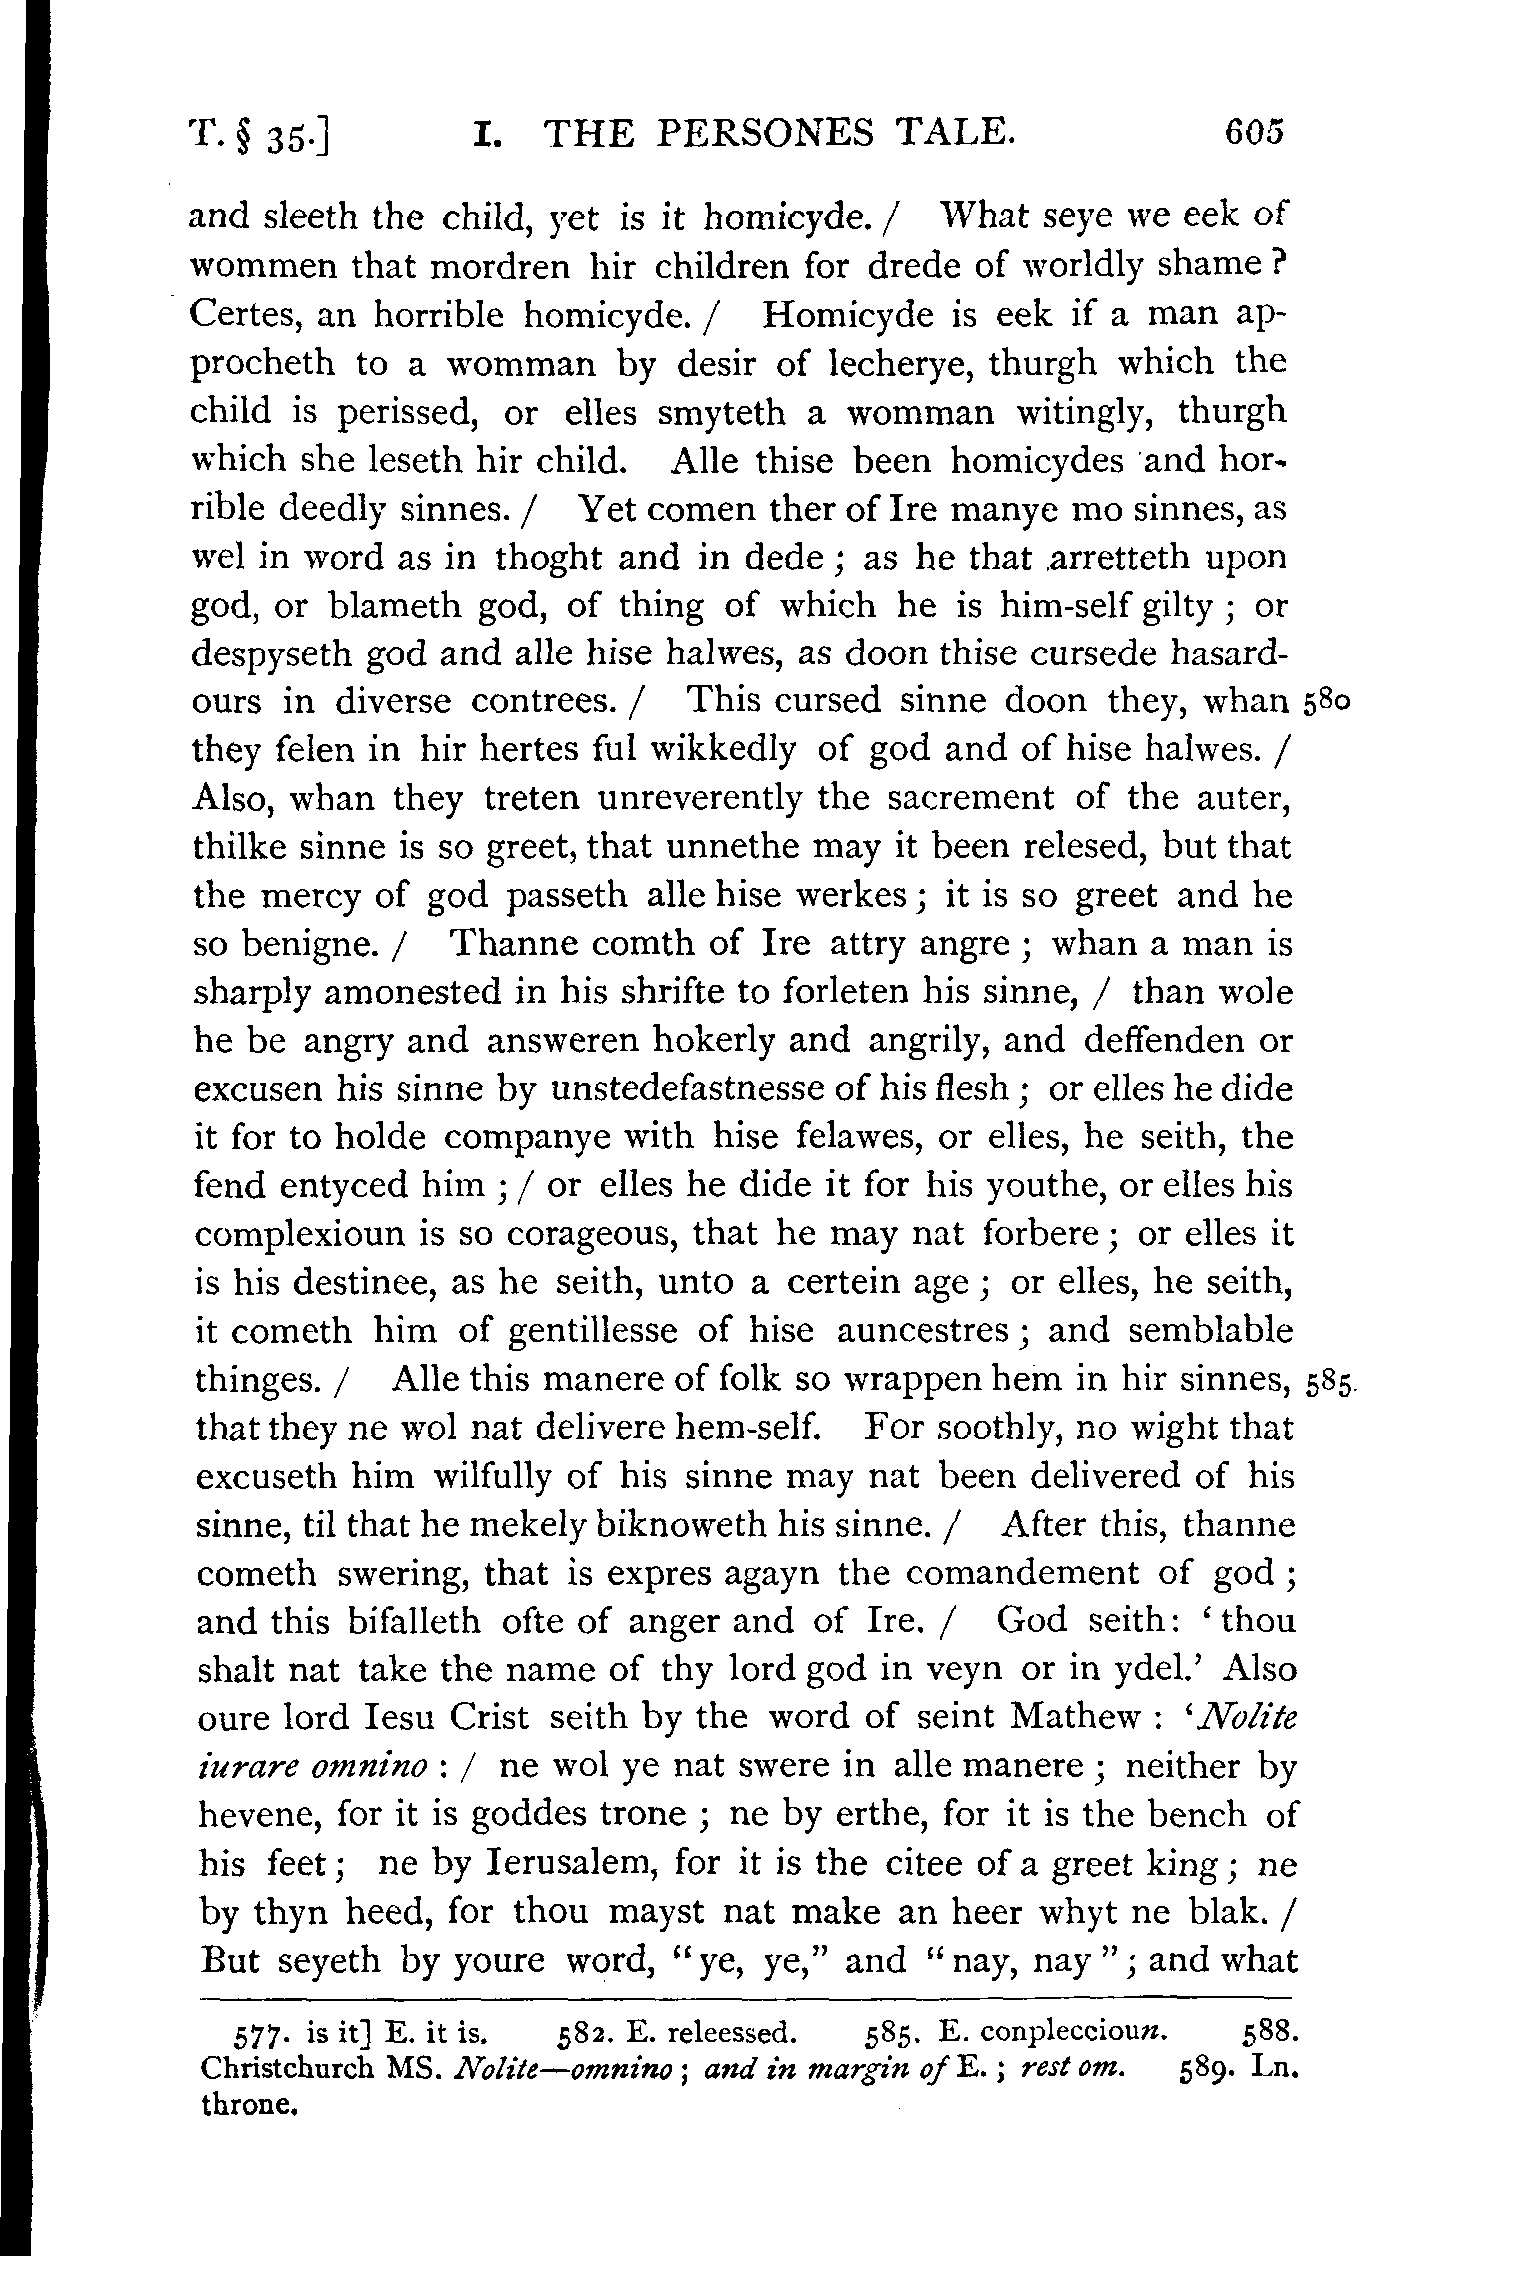 T. § 35.] I. THE PERSONES TALE. 605
and sleeth the child, yet is it homicyde. / What seye we eek of
wommen that mordren hir children for drede of worldly shame ?
Certes, an horrible homicyde. / Homicyde is eek if a man ap-
procheth to a womman by desir of lecherye, thurgh which the
child is perissed, or elles smyteth a womman witingly, thurgh
which she leseth hir child. Alle thise been homicydes and hor-
rible deedly sinnes. / Yet comen ther of Ire manye mo sinnes, as
wel in word as in thoght and in dede ; as he that arretteth upon
god, or blameth god, of thing of which he is him-self gilty ; or
despyseth god and alle hise halwes, as doon thise cursede hasard-
ours in diverse contrees. / This cursed sinne doon they, whan 580
they felen in hir hertes ful wikkedly of god and of hise halwes. /
Also, whan they treten unreverently the sacrement of the auter,
thilke sinne is so greet, that unnethe may it been relesed, but that
the mercy of god passeth alle hise werkes ; it is so greet and he
so benigne. / Thanne comth of Ire attry angre ; whan a man is
sharply amonested in his shrifte to forleten his sinne, / than wole
he be angry and answeren hokerly and angrily, and deffenden or
excusen his sinne by unstedefastnesse of his flesh ; or elles he dide
it for to holde companye with hise felawes, or elles, he seith, the
fend entyced him ; / or elles he dide it for his youthe, or elles his
complexioun is so corageous, that he may nat forbere ; or elles it
is his destinee, as he seith, unto a certein age ; or elles, he seith,
it cometh him of gentillesse of hise auncestres ; and semblable
thinges. / Alle this manere of folk so wrappen hem in hir sinnes, 585.
that they ne wol nat delivere hem-self. For soothly, no wight that
excuseth him wilfully of his sinne may nat been delivered of his
sinne, til that he mekely biknoweth his sinne. / After this, thanne
cometh swering, that is expres agayn the comandement of god ;
and this bifalleth ofte of anger and of Ire. / God seith: ‘ thou
shalt nat take the name of thy lord god in veyn or in ydel.’ Also
oure lord Iesu Crist seith by the word of seint Mathew : ‘Nolite
iurare omnino : / ne wol ye nat swere in alle manere ; neither by
hevene, for it is goddes trone ; ne by erthe, for it is the bench of
his feet ; ne by Ierusalem, for it is the citee of a greet king ; ne
by thyn heed, for thou mayst nat make an heer whyt ne blak. /
But seyeth by youre word, “ ye, ye,” and “ nay, nay ” ; and what
577. is it] E. it is. 582. E. releessed. 585. E. conpleccioun. 588.
Christchurch MS. Nolite—omnino ; and in margin of E. ; rest om. 589. Ln.
throne.